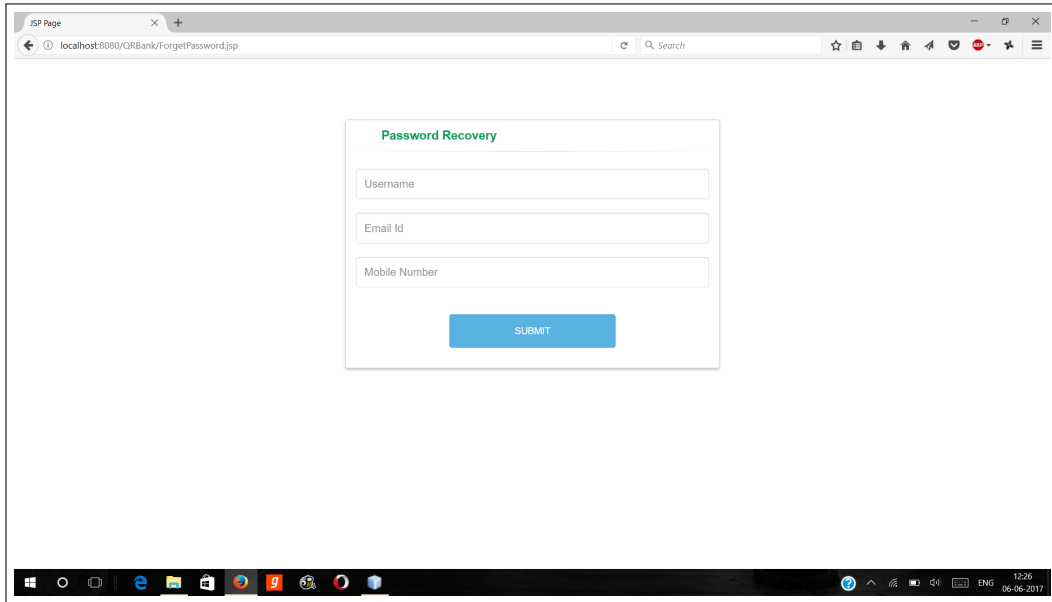 JSP Page
localhost:8080/QRBank/ForgetPassword.jsp
Search
ABP
Password Recovery
Username
Email Id
Mobile Number
SUBMIT
ENG
12:26
06-06-2017